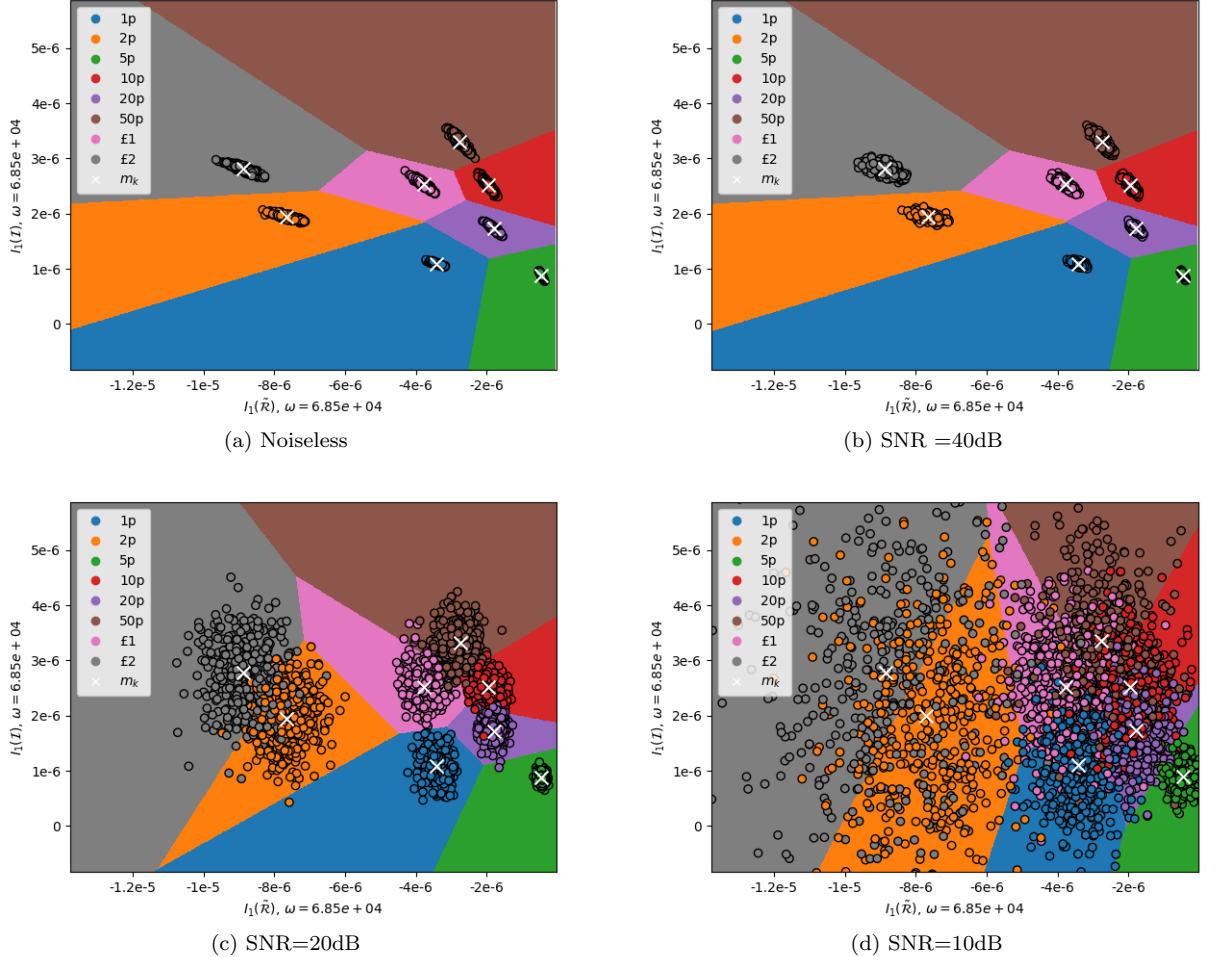 1p
2p
5p
10p
20p
50p
£1
£2
m_k
5e-6
4e-6
3e-6
2e-6
1e-6
0
I₁(𝓘), ω = 6.85e + 04
-1.2e-5 -1e-5 -8e-6 -6e-6 -4e-6 -2e-6
I₁(𝓡̃), ω = 6.85e + 04
(a) Noiseless
1p
2p
5p
10p
20p
50p
£1
£2
m_k
5e-6
4e-6
3e-6
2e-6
1e-6
0
I₁(𝓘), ω = 6.85e + 04
-1.2e-5 -1e-5 -8e-6 -6e-6 -4e-6 -2e-6
I₁(𝓡̃), ω = 6.85e + 04
(b) SNR =40dB
1p
2p
5p
10p
20p
50p
£1
£2
m_k
5e-6
4e-6
3e-6
2e-6
1e-6
0
I₁(𝓘), ω = 6.85e + 04
-1.2e-5 -1e-5 -8e-6 -6e-6 -4e-6 -2e-6
I₁(𝓡̃), ω = 6.85e + 04
(c) SNR=20dB
1p
2p
5p
10p
20p
50p
£1
£2
m_k
5e-6
4e-6
3e-6
2e-6
1e-6
0
I₁(𝓘), ω = 6.85e + 04
-1.2e-5 -1e-5 -8e-6 -6e-6 -4e-6 -2e-6
I₁(𝓡̃), ω = 6.85e + 04
(d) SNR=10dB